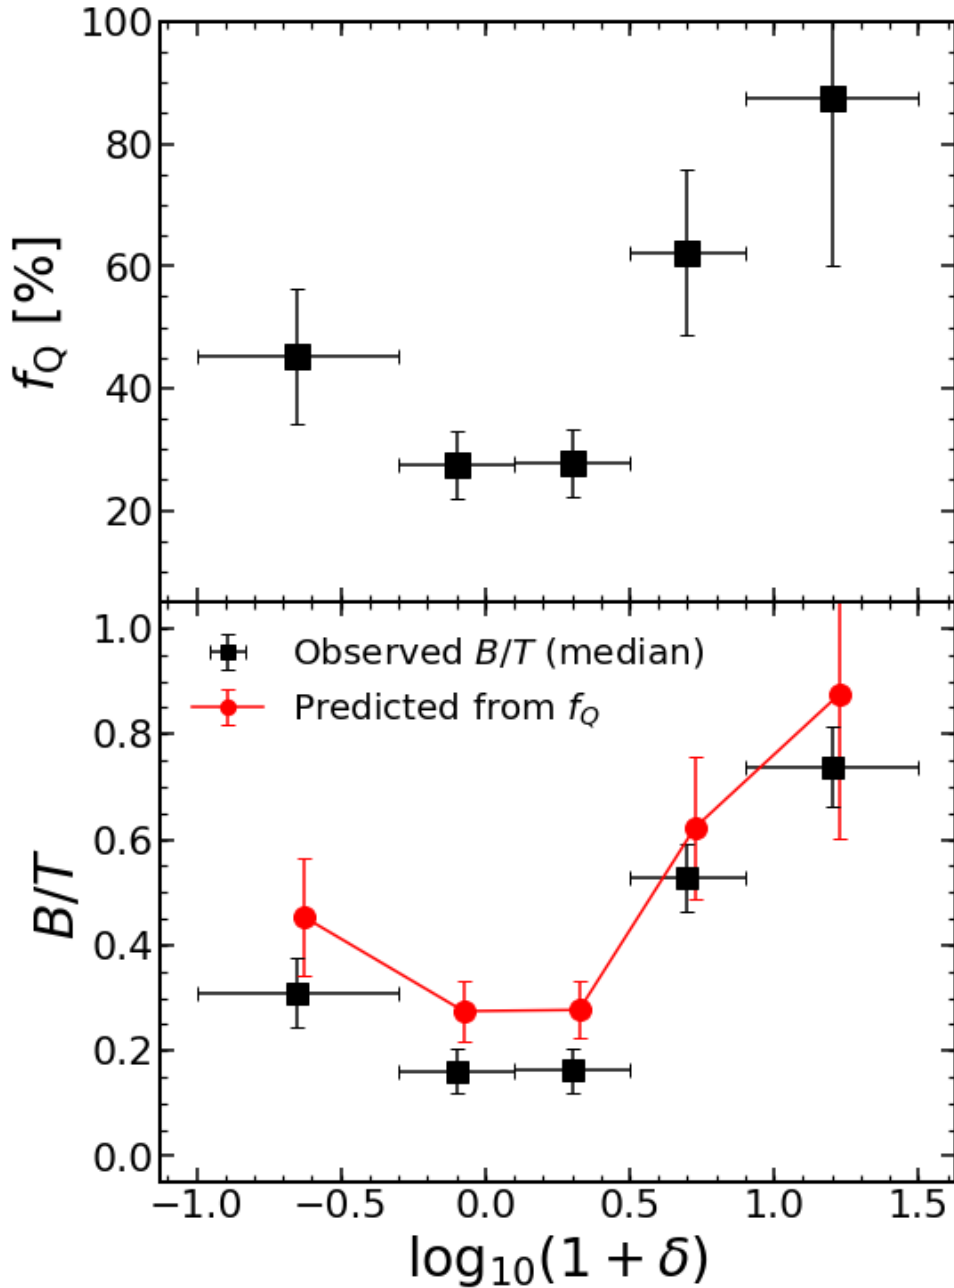 100
80
60
40
20
f_Q [%]
1.0
0.8
0.6
0.4
0.2
0.0
B/T
Observed B/T (median)
Predicted from f_Q
−1.0 −0.5 0.0 0.5 1.0 1.5
log₁₀(1 + δ)